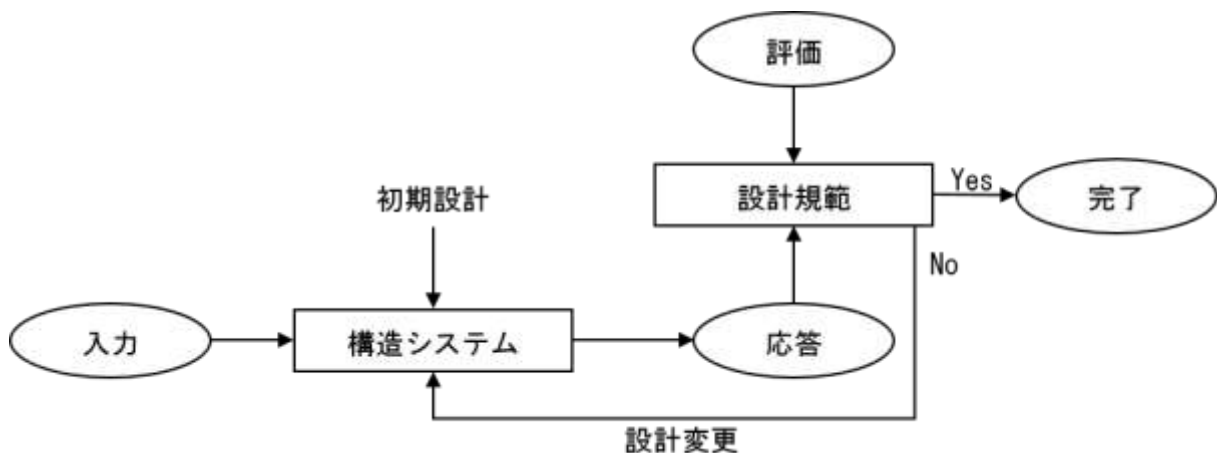 評価
初期設計
設計規範
Yes
完了
No
入力
構造システム
応答
設計変更